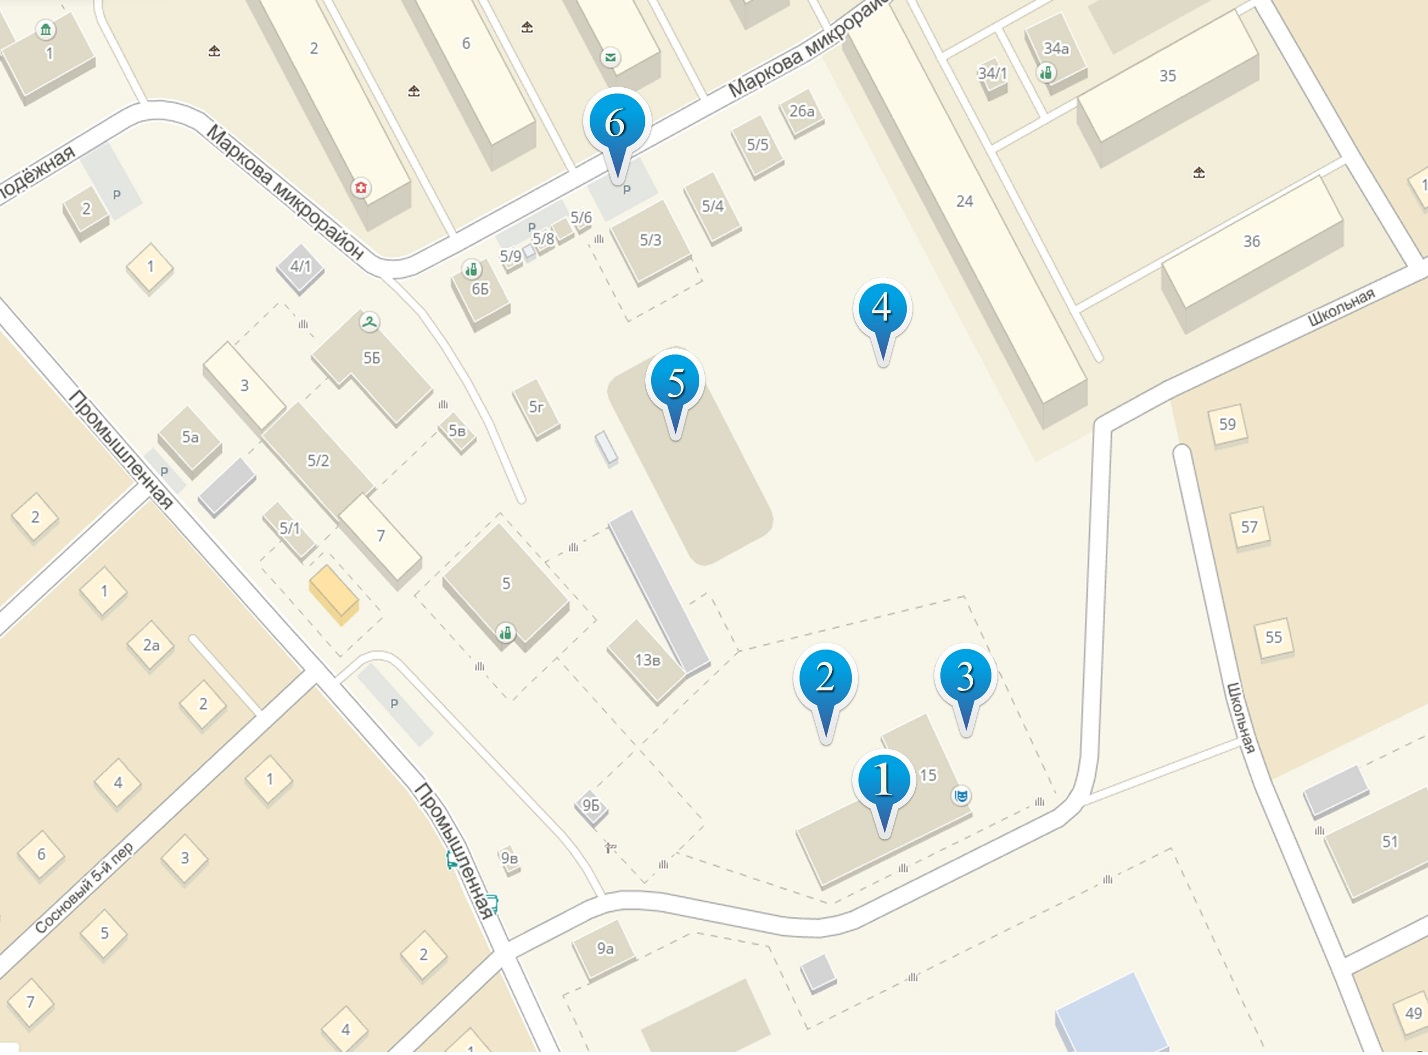 1
2
6
Маркова микрорайон
34а
34/1
35
26а
5/5
24
36
6
Маркова микрорайон
P
2
1
4/1
P
5/4
5/6
5/8
5/9
5/3
6Б
P
Школьная
4
5
5Б
3
5г
5в
5а
5/2
P
Промышленная
59
57
55
2
5/1
7
5
1
2а
2
13в
P
2
3
1
15
Школьная
4
1
9Б
9в
Промышленная
6
3
Сосновый 5-й пер
5
2
9а
7
4
51
49